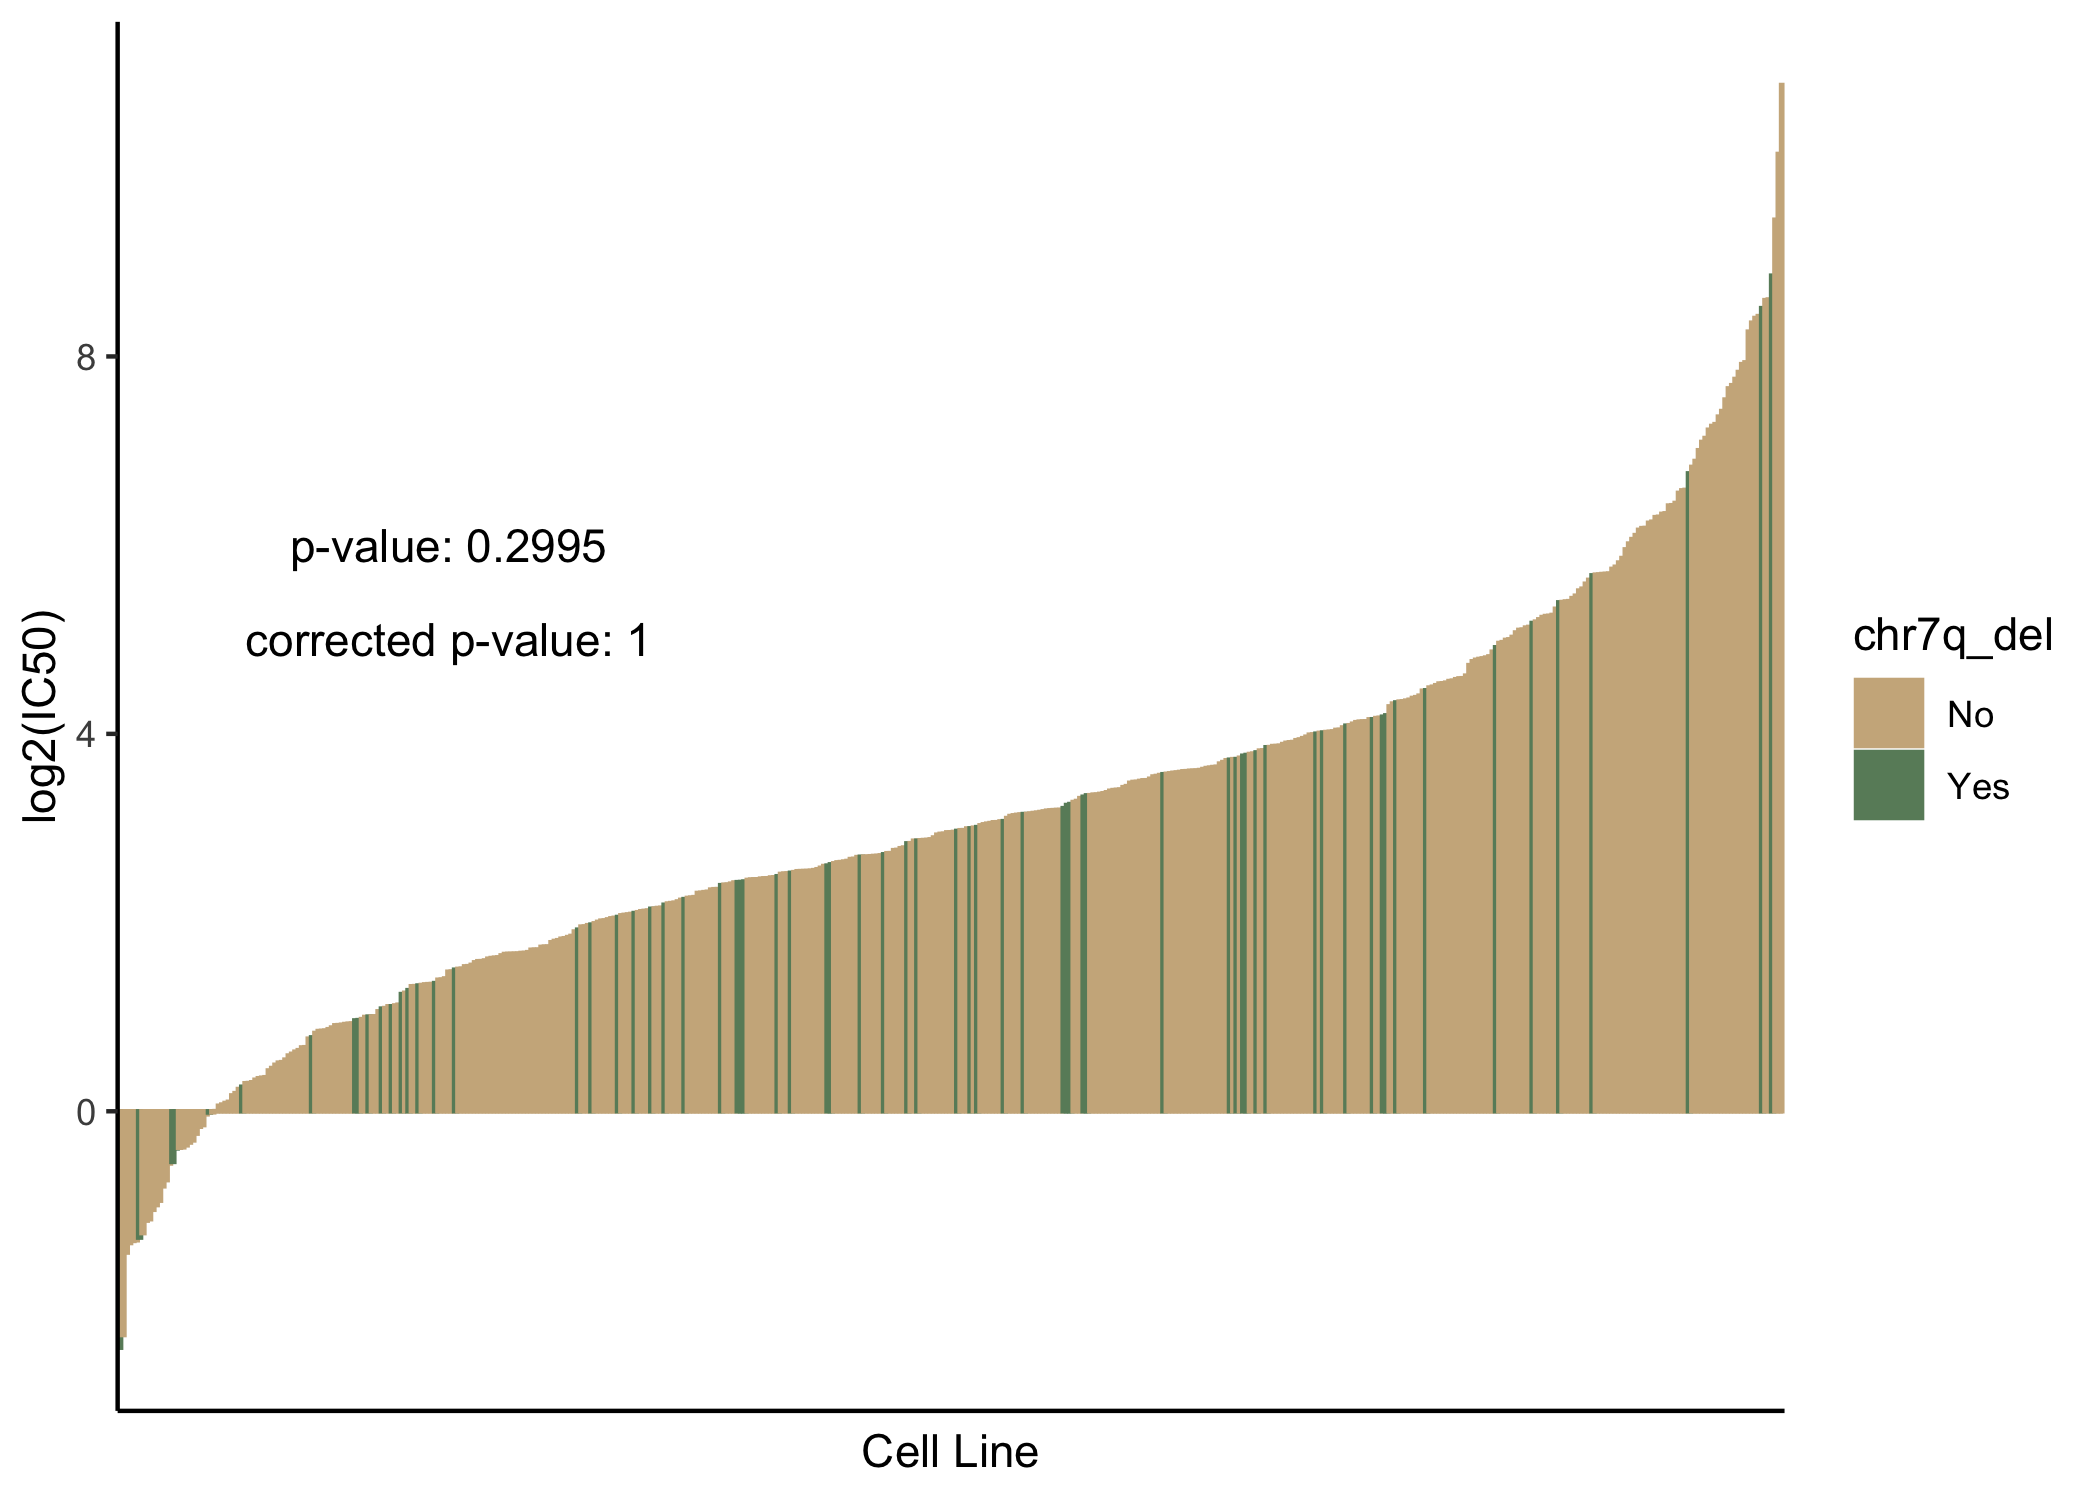 8
4
0
log2(IC50)
p-value: 0.2995
corrected p-value: 1
Cell Line
chr7q_del
No
Yes